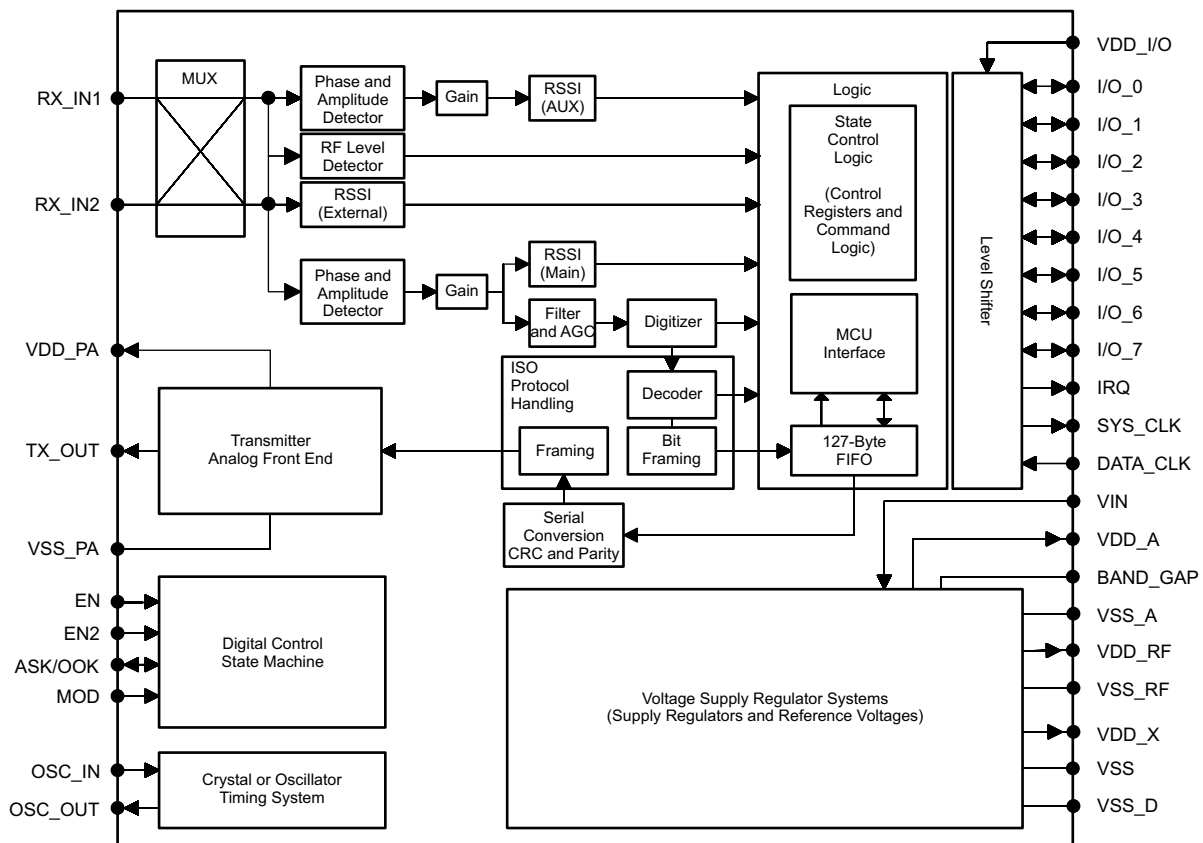 RX_IN1
RX_IN2
VDD_PA
TX_OUT
VSS_PA
EN
EN2
ASK/OOK
MOD
OSC_IN
OSC_OUT
MUX
Phase and
Amplitude
Detector
Gain
RSSI
(AUX)
RF Level
Detector
RSSI
(External)
Phase and
Amplitude
Detector
Gain
RSSI
(Main)
Filter
and AGC
Digitizer
ISO
Protocol
Handling
Decoder
Bit
Framing
Framing
Serial
Conversion
CRC and Parity
Transmitter
Analog Front End
Digital Control
State Machine
Crystal or Oscillator
Timing System
Logic
State
Control
Logic
(Control
Registers and
Command
Logic)
MCU
Interface
127-Byte
FIFO
Level Shifter
Voltage Supply Regulator Systems
(Supply Regulators and Reference Voltages)
VDD_I/O
I/O_0
I/O_1
I/O_2
I/O_3
I/O_4
I/O_5
I/O_6
I/O_7
IRQ
SYS_CLK
DATA_CLK
VIN
VDD_A
BAND_GAP
VSS_A
VDD_RF
VSS_RF
VDD_X
VSS
VSS_D